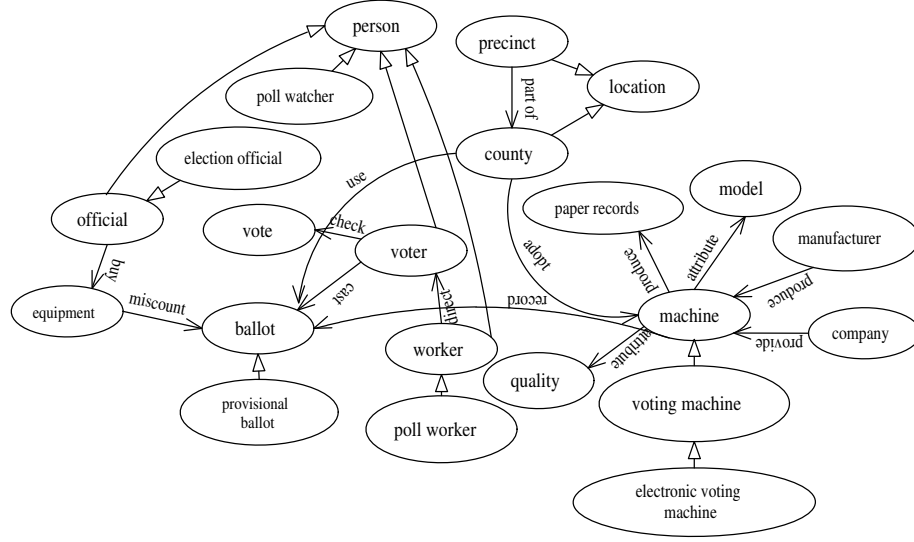 person
precinct
location
poll watcher
part of
election official
county
use
model
official
paper records
vote
check
voter
adopt
attribute
manufacturer
buy
produce
produce
equipment
miscount
cast
direct
record
ballot
machine
provide
company
worker
attribute
quality
provisional
ballot
poll worker
voting machine
electronic voting
machine